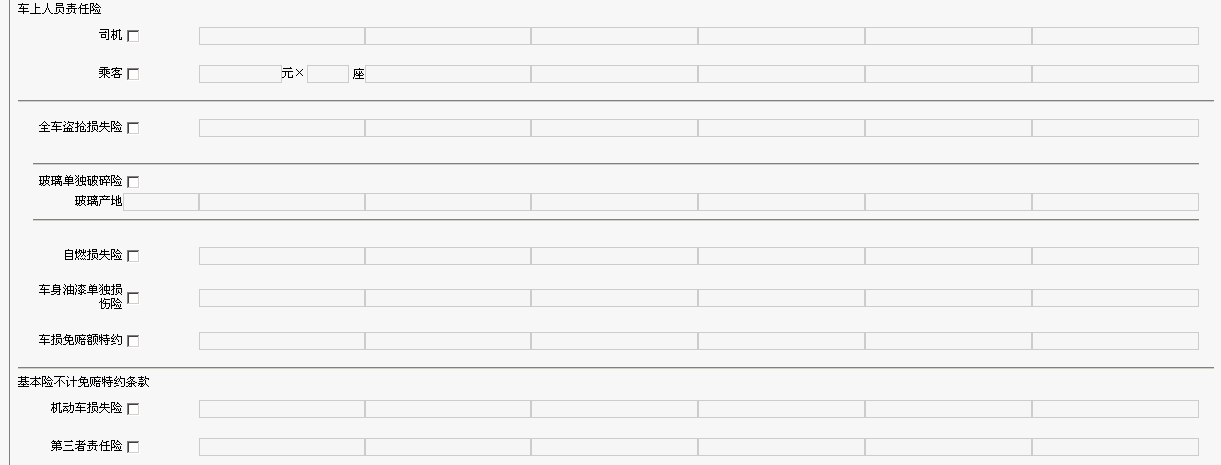 车上人员责任险
司机
乘客 元× 座
全车盗抢损失险
玻璃单独破碎险
玻璃产地
自燃损失险
车身油漆单独损
伤险
车损免赔额特约
基本险不计免赔特约条款
机动车损失险
第三者责任险